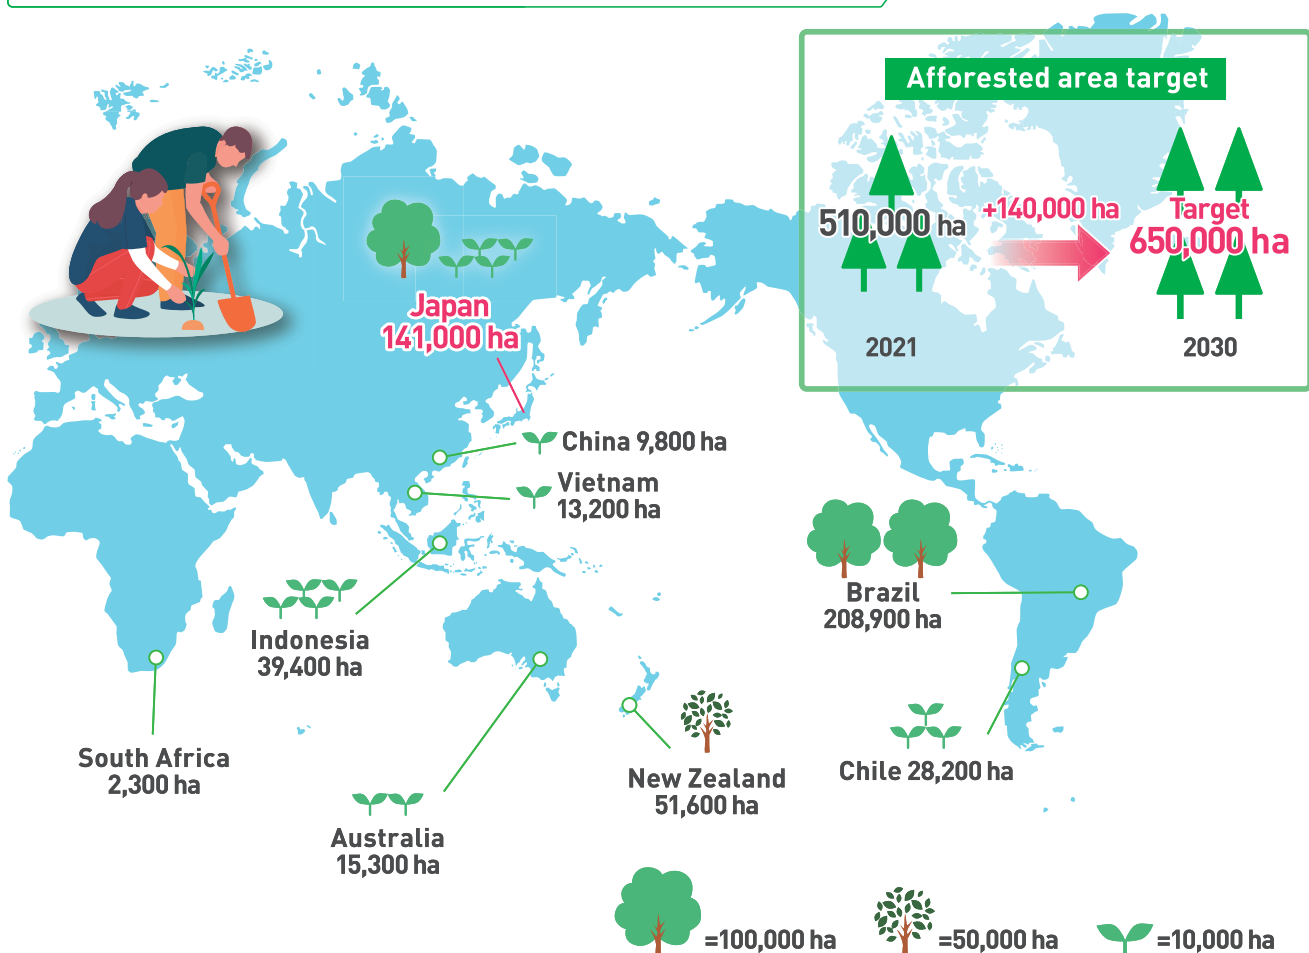 Afforested area target
510,000 ha
+140,000 ha
Target
650,000 ha
2021
2030
Japan
141,000 ha
China 9,800 ha
Vietnam
13,200 ha
Brazil
208,900 ha
Indonesia
39,400 ha
South Africa
2,300 ha
New Zealand
51,600 ha
Chile 28,200 ha
Australia
15,300 ha
=100,000 ha
=50,000 ha
=10,000 ha